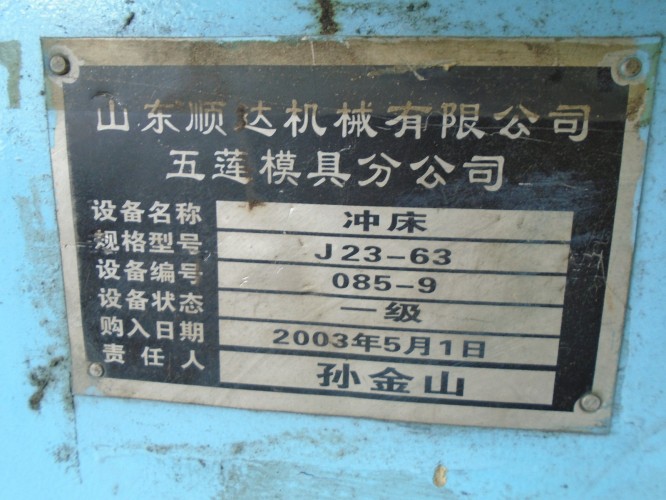 山东顺达机械有限公司
五莲模具分公司
设备名称 冲床
规格型号 J23-63
设备编号 085-9
设备状态 一级
购入日期 2003年5月1日
责任人 孙金山